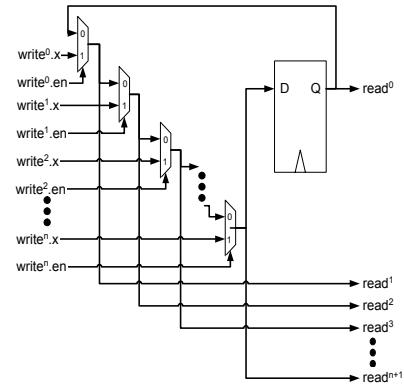 0
write⁰.x
1
D Q
read⁰
write⁰.en
0
write¹.x
1
write¹.en
0
write².x
1
write².en
0
writeⁿ.x
1
writeⁿ.en
read¹
read²
read³
readⁿ⁺¹